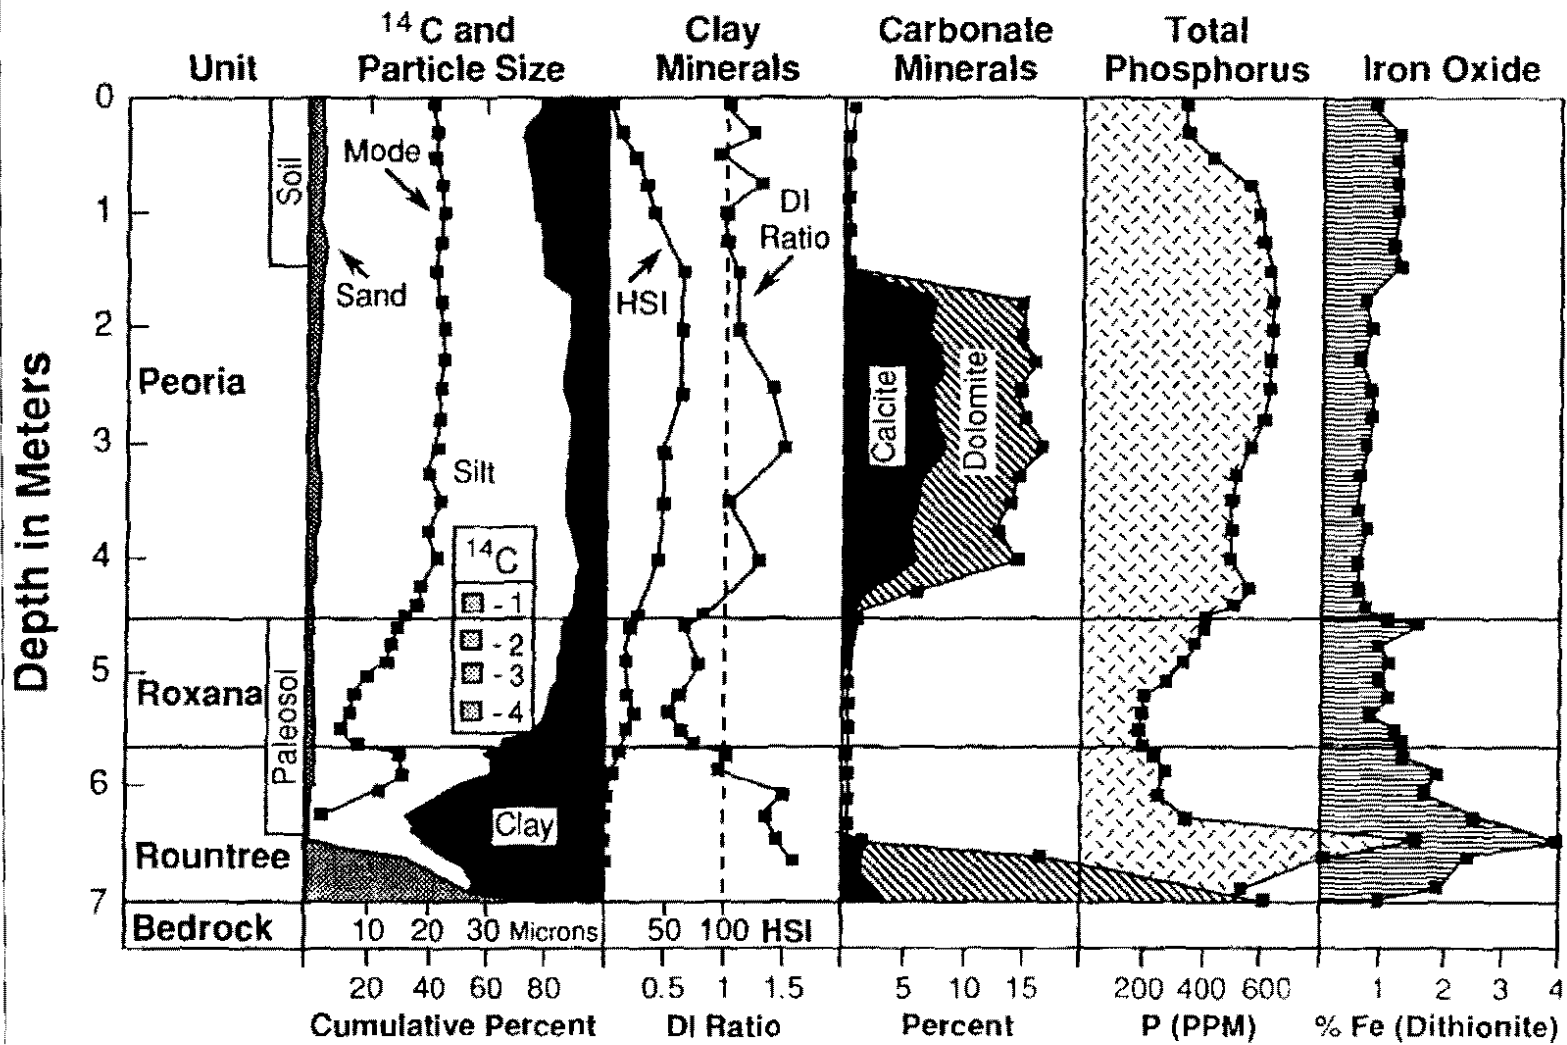 14 C and
Particle Size
Clay
Minerals
Carbonate
Minerals
Total
Phosphorus
Iron Oxide
Unit
Depth in Meters
0
1
2
3
4
5
6
7
Peoria
Roxana
Rountree
Bedrock
Soil
Paleosol
Mode
Sand
Silt
14C
- 1
- 2
- 3
- 4
Clay
HSI
DI
Ratio
Calcite
Dolomite
10 20 30 Microns
50 100 HSI
20 40 60 80
0.5 1 1.5
5 10 15
200 400 600
1 2 3 4
Cumulative Percent
DI Ratio
Percent
P (PPM)
% Fe (Dithionite)